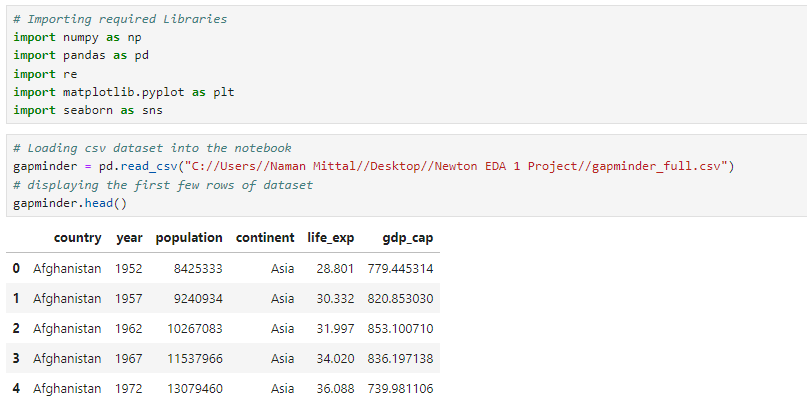 # Importing required Libraries
import numpy as np
import pandas as pd
import re
import matplotlib.pyplot as plt
import seaborn as sns
# Loading csv dataset into the notebook
gapminder = pd.read_csv("C://Users//Naman Mittal//Desktop//Newton EDA 1 Project//gapminder_full.csv")
# displaying the first few rows of dataset
gapminder.head()
country year population continent life_exp gdp_cap
0 Afghanistan 1952 8425333 Asia 28.801 779.445314
1 Afghanistan 1957 9240934 Asia 30.332 820.853030
2 Afghanistan 1962 10267083 Asia 31.997 853.100710
3 Afghanistan 1967 11537966 Asia 34.020 836.197138
4 Afghanistan 1972 13079460 Asia 36.088 739.981106